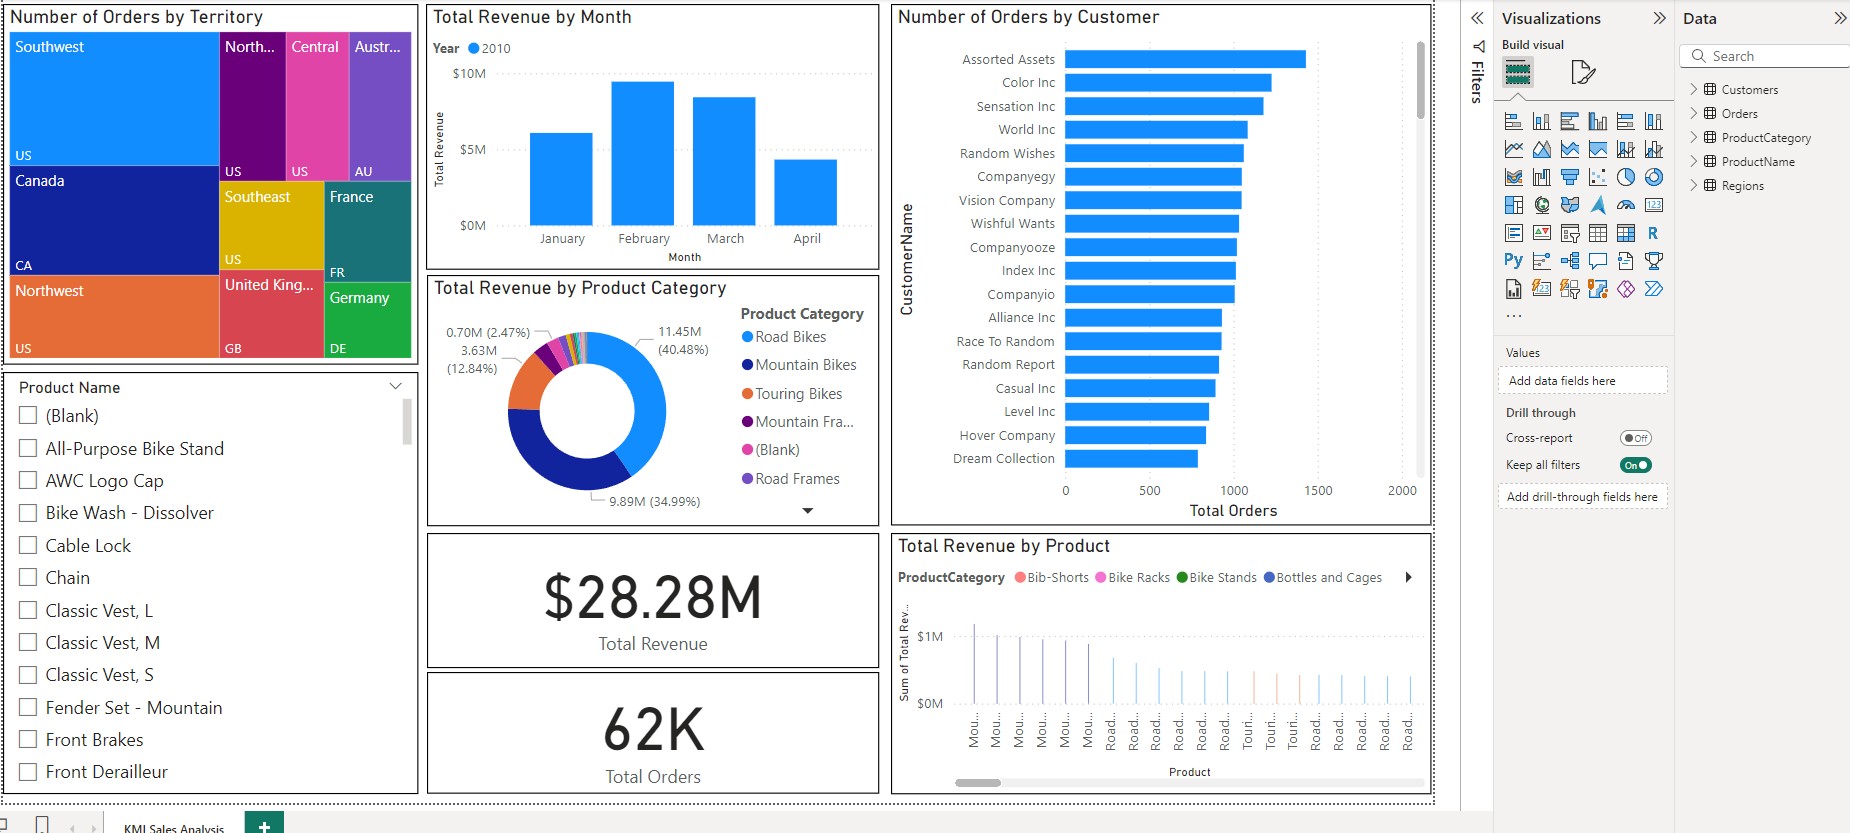 Number of Orders by Territory
Southwest
US
Canada
CA
Northwest
US
North...
US
Central
US
Austr...
AU
Southeast
US
France
FR
United King...
GB
Germany
DE
Product Name
(Blank)
All-Purpose Bike Stand
AWC Logo Cap
Bike Wash - Dissolver
Cable Lock
Chain
Classic Vest, L
Classic Vest, M
Classic Vest, S
Fender Set - Mountain
Front Brakes
Front Derailleur
Total Revenue by Month
Year 2010
Total Revenue
$10M
$5M
$0M
January February March April
Month
Total Revenue by Product Category
0.70M (2.47%)
3.63M
(12.84%)
11.45M
(40.48%)
9.89M (34.99%)
Product Category
Road Bikes
Mountain Bikes
Touring Bikes
Mountain Fra...
(Blank)
Road Frames
$28.28M
Total Revenue
62K
Total Orders
Number of Orders by Customer
CustomerName
Assorted Assets
Color Inc
Sensation Inc
World Inc
Random Wishes
Companyegy
Vision Company
Wishful Wants
Companyooze
Index Inc
Companyio
Alliance Inc
Race To Random
Random Report
Casual Inc
Level Inc
Hover Company
Dream Collection
0 500 1000 1500 2000
Total Orders
Total Revenue by Product
ProductCategory Bib-Shorts Bike Racks Bike Stands Bottles and Cages
Sum of Total Rev...
$1M
$0M
Mou... Mou... Mou... Mou... Mou... Mou... Road... Road... Road... Road... Road... Road... Touri... Touri... Touri... Road... Road... Road... Road... Road...
Product
Filters
Visualizations
Build visual
123
R
Py
123
...
Values
Add data fields here
Drill through
Cross-report Off
Keep all filters On
Add drill-through fields here
Data
Search
Customers
Orders
ProductCategory
ProductName
Regions
KMI Sales Analysis
+